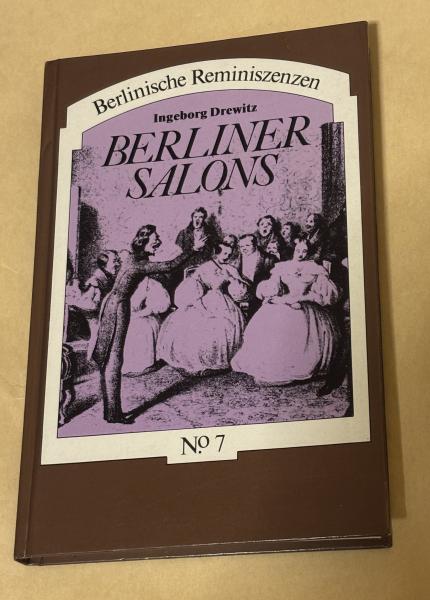 Berlinische Reminiszenzen
Ingeborg Drewitz
BERLINER
SALONS
No. 7